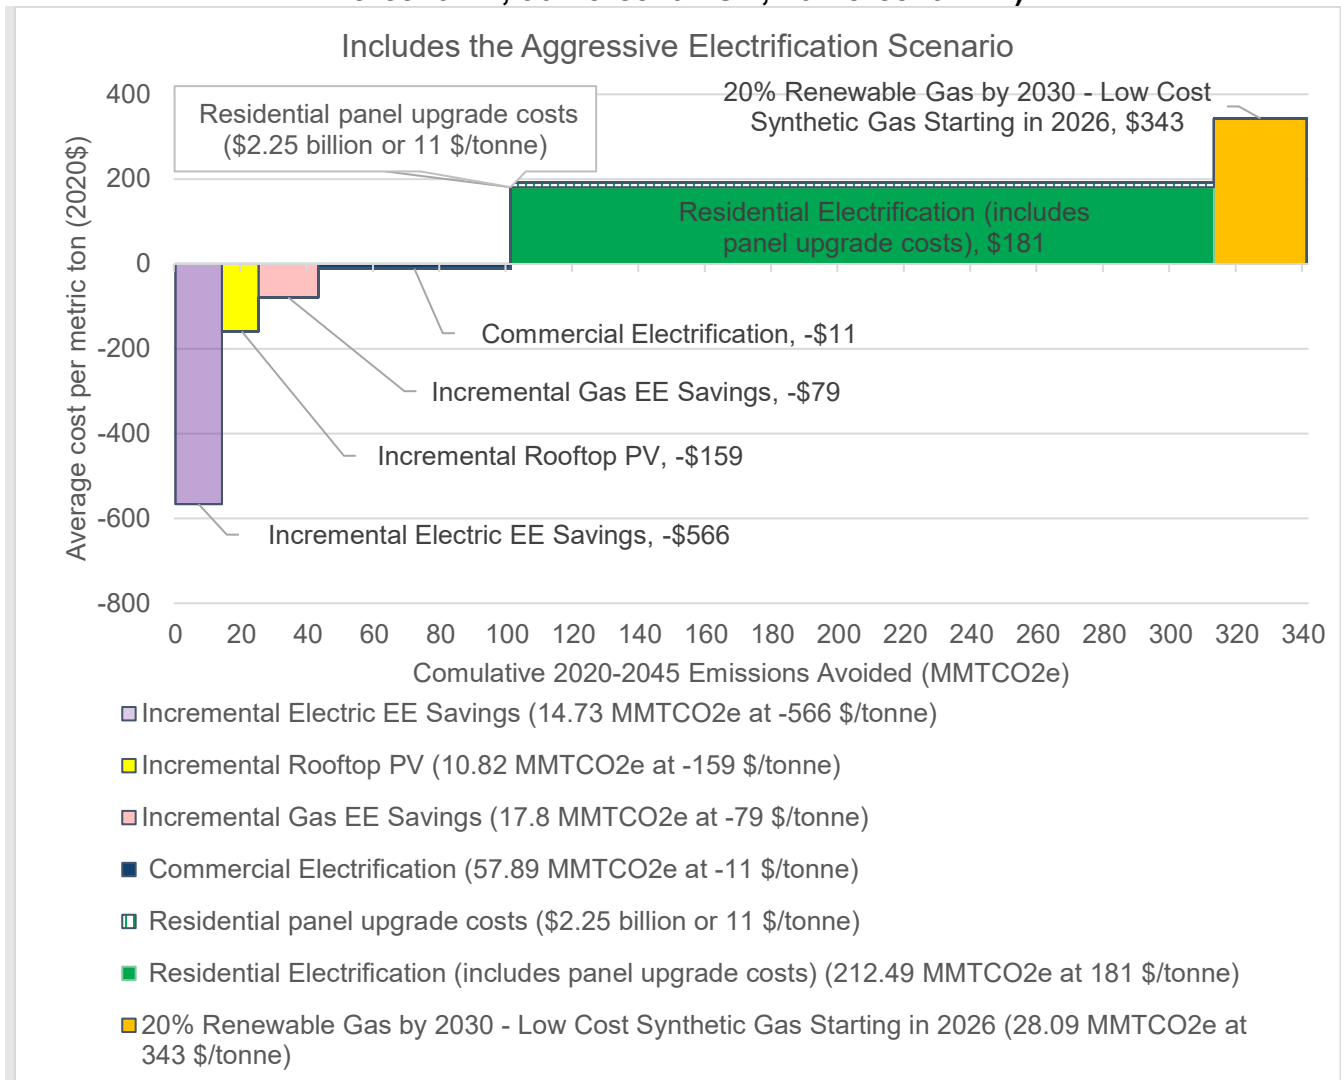 Includes the Aggressive Electrification Scenario
400
200
0
-200
-400
-600
-800
Average cost per metric ton (2020$)
Residential panel upgrade costs
($2.25 billion or 11 $/tonne)
20% Renewable Gas by 2030 - Low Cost
Synthetic Gas Starting in 2026, $343
Residential Electrification (includes
panel upgrade costs), $181
Commercial Electrification, -$11
Incremental Gas EE Savings, -$79
Incremental Rooftop PV, -$159
Incremental Electric EE Savings, -$566
0 20 40 60 80 100 120 140 160 180 200 220 240 260 280 300 320 340
Comulative 2020-2045 Emissions Avoided (MMTCO2e)
Incremental Electric EE Savings (14.73 MMTCO2e at -566 $/tonne)
Incremental Rooftop PV (10.82 MMTCO2e at -159 $/tonne)
Incremental Gas EE Savings (17.8 MMTCO2e at -79 $/tonne)
Commercial Electrification (57.89 MMTCO2e at -11 $/tonne)
Residential panel upgrade costs ($2.25 billion or 11 $/tonne)
Residential Electrification (includes panel upgrade costs) (212.49 MMTCO2e at 181 $/tonne)
20% Renewable Gas by 2030 - Low Cost Synthetic Gas Starting in 2026 (28.09 MMTCO2e at
343 $/tonne)